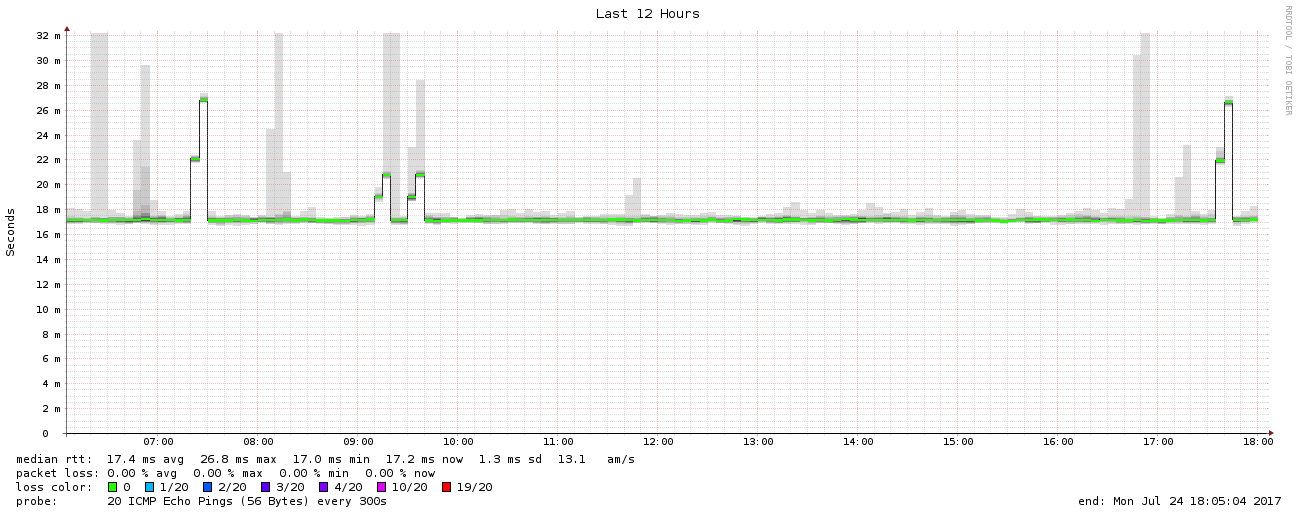 Last 12 Hours
RRDTOOL / TOBI OETIKER
Seconds
32 m
30 m
28 m
26 m
24 m
22 m
20 m
18 m
16 m
14 m
12 m
10 m
8 m
6 m
4 m
2 m
0
07:00 08:00 09:00 10:00 11:00 12:00 13:00 14:00 15:00 16:00 17:00 18:00
median rtt: 17.4 ms avg 26.8 ms max 17.0 ms min 17.2 ms now 1.3 ms sd 13.1 am/s
packet loss: 0.00 % avg 0.00 % max 0.00 % min 0.00 % now
loss color: 0 1/20 2/20 3/20 4/20 10/20 19/20
probe: 20 ICMP Echo Pings (56 Bytes) every 300s end: Mon Jul 24 18:05:04 2017